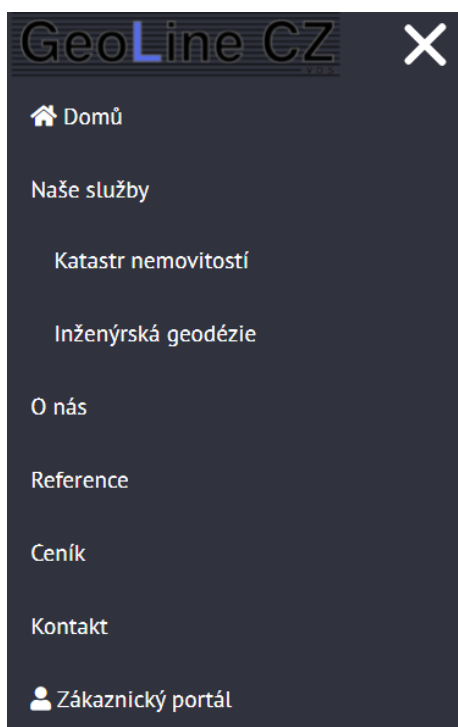 GeoLine CZ
v.o.s.
Domů
Naše služby
Katastr nemovitostí
Inženýrská geodézie
O nás
Reference
Ceník
Kontakt
Zákaznický portál